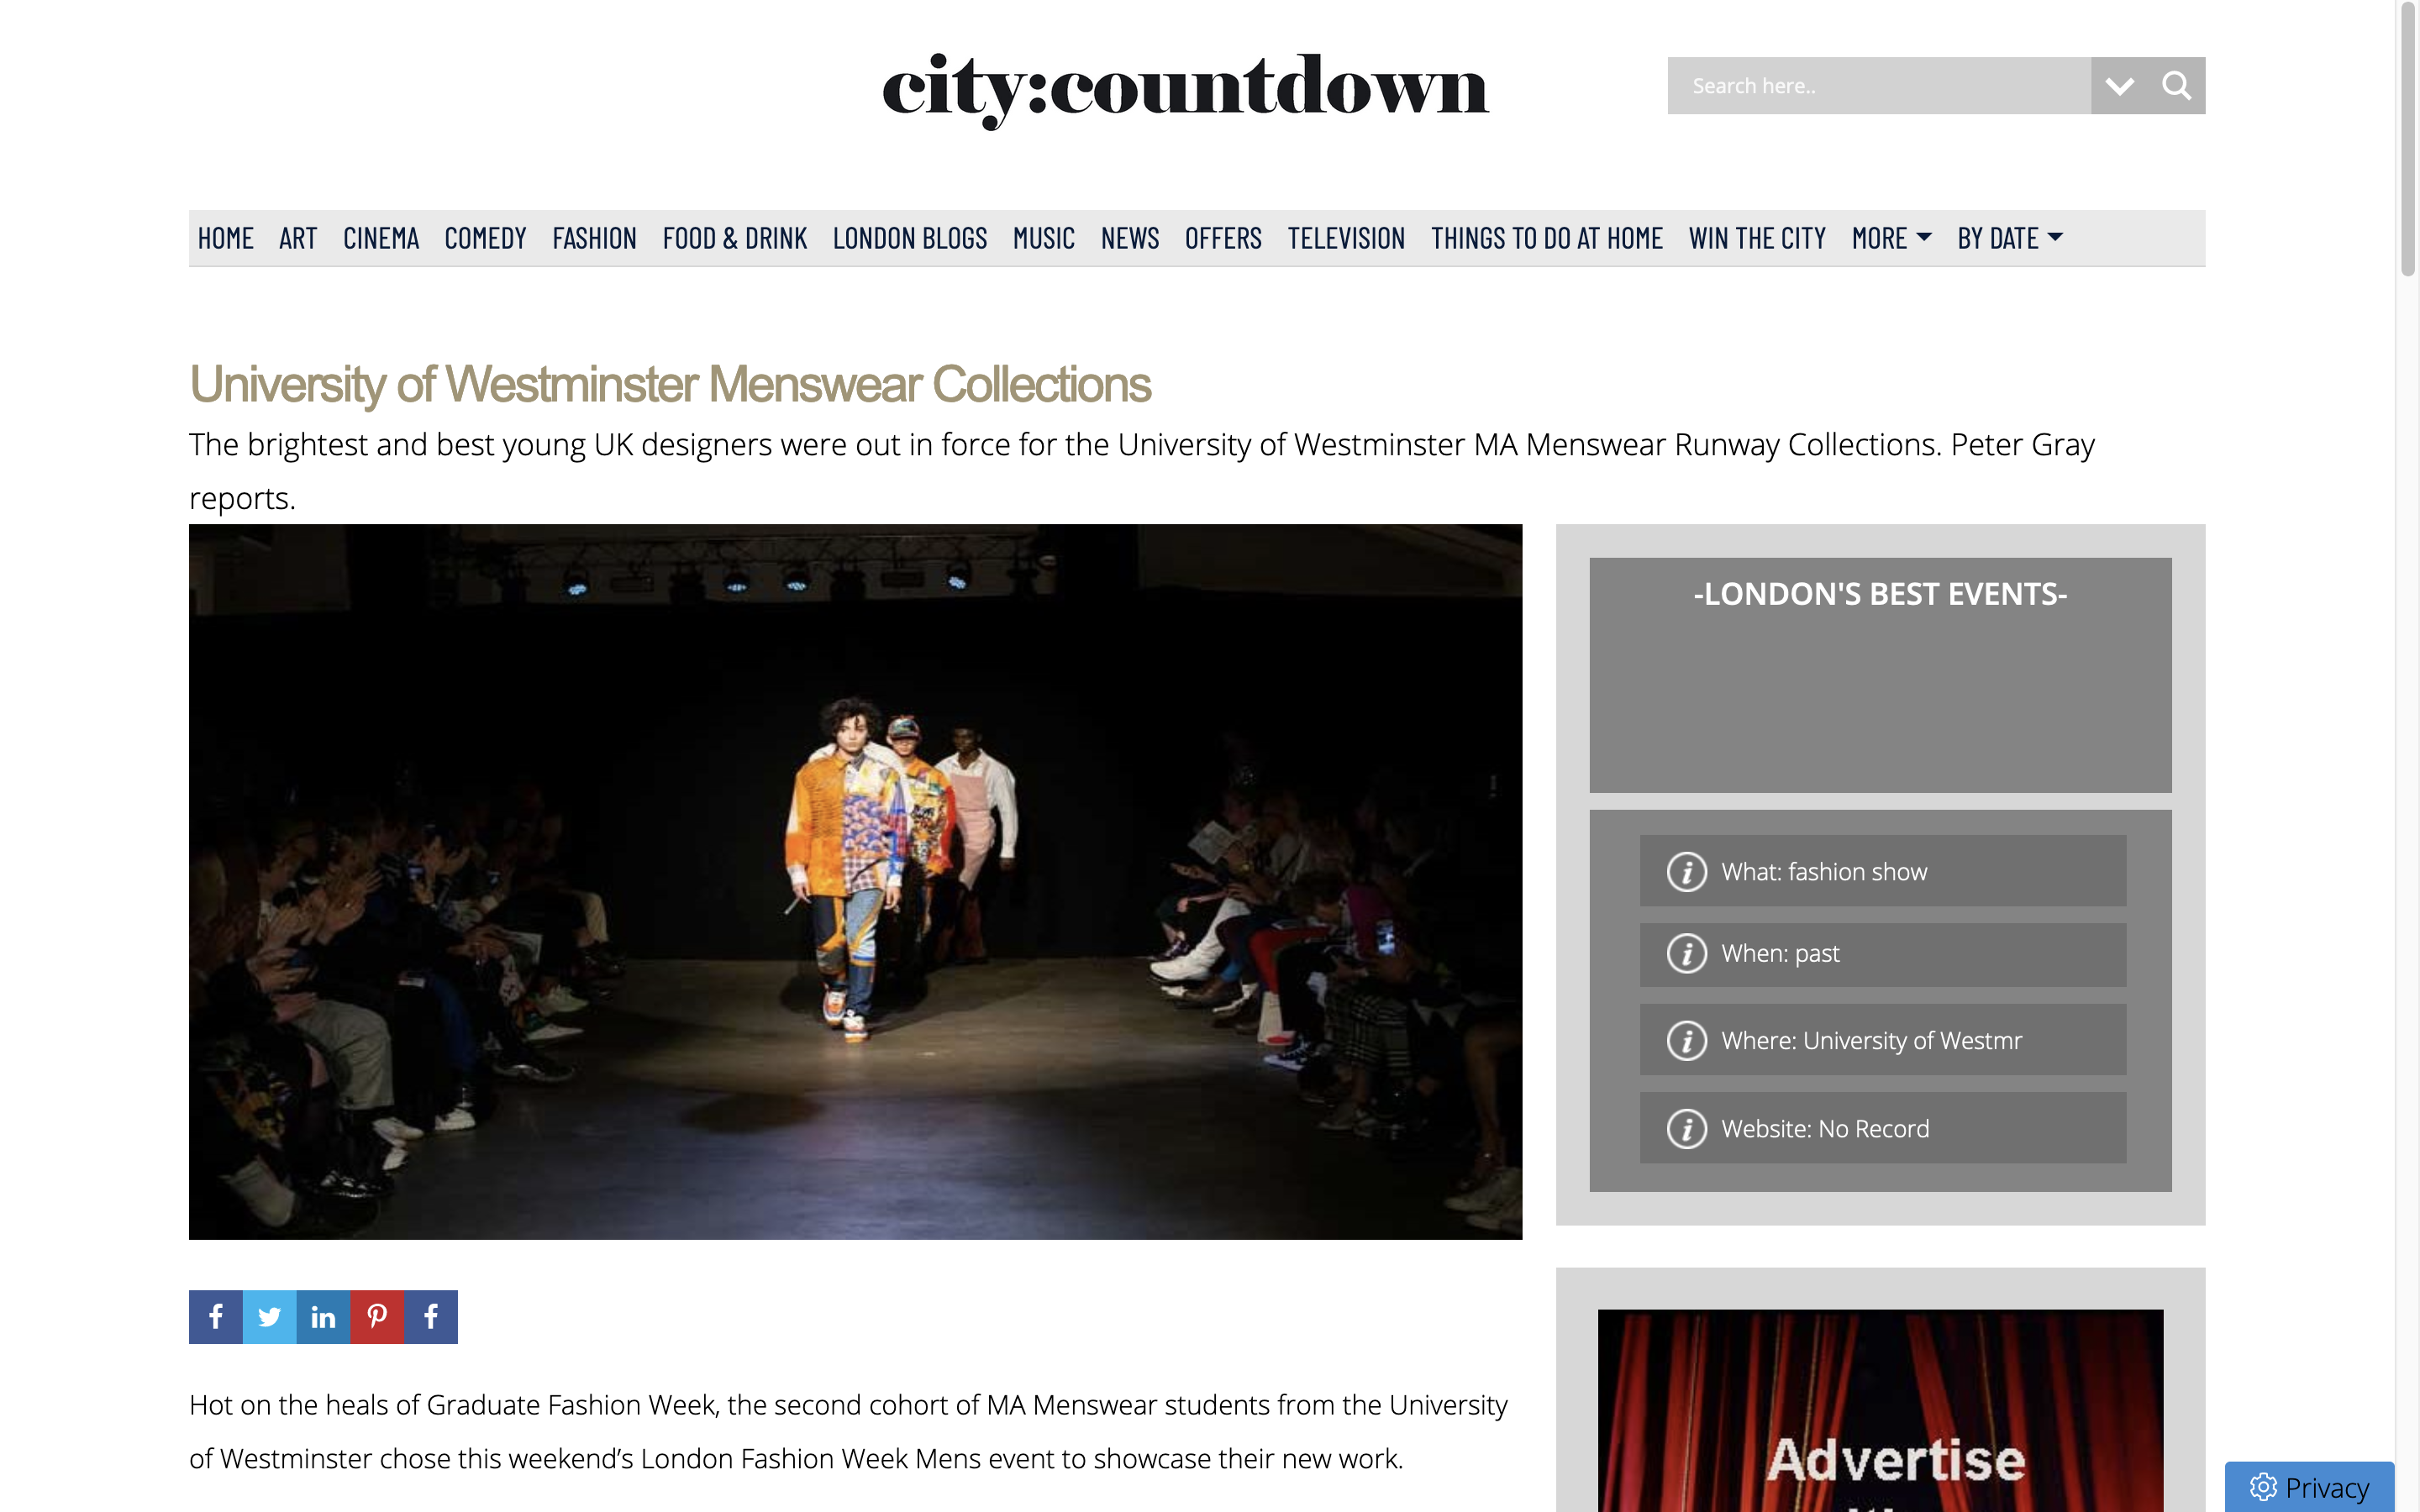 city:countdown
Search here..
HOME ART CINEMA COMEDY FASHION FOOD & DRINK LONDON BLOGS MUSIC NEWS OFFERS TELEVISION THINGS TO DO AT HOME WIN THE CITY MORE BY DATE
University of Westminster Menswear Collections
The brightest and best young UK designers were out in force for the University of Westminster MA Menswear Runway Collections. Peter Gray
reports.
-LONDON'S BEST EVENTS-
What: fashion show
When: past
Where: University of Westmr
Website: No Record
Hot on the heals of Graduate Fashion Week, the second cohort of MA Menswear students from the University
of Westminster chose this weekend’s London Fashion Week Mens event to showcase their new work.
Advertise
Privacy